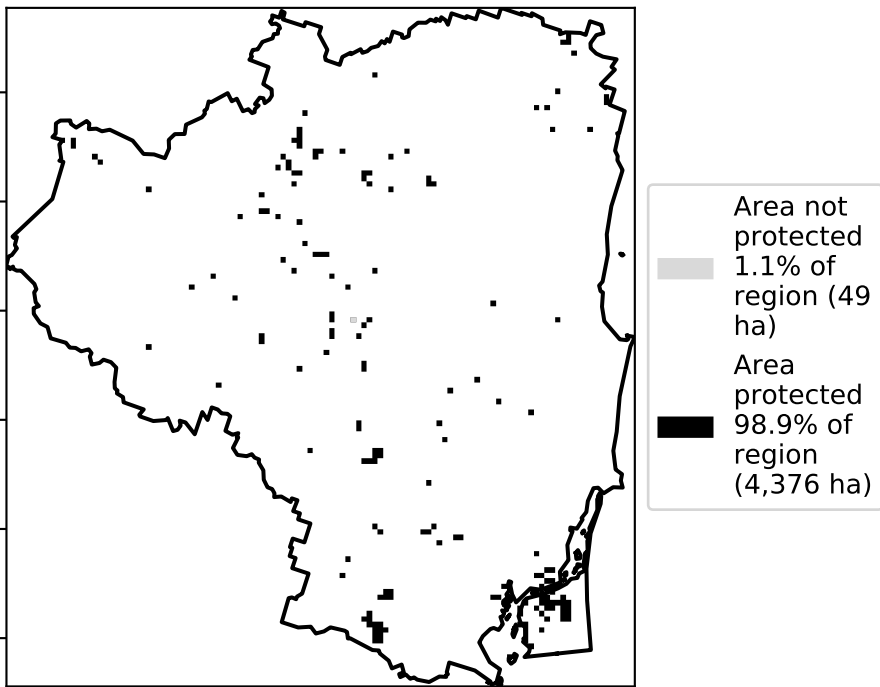 Area not
protected
1.1% of
region (49
ha)
Area
protected
98.9% of
region
(4,376 ha)